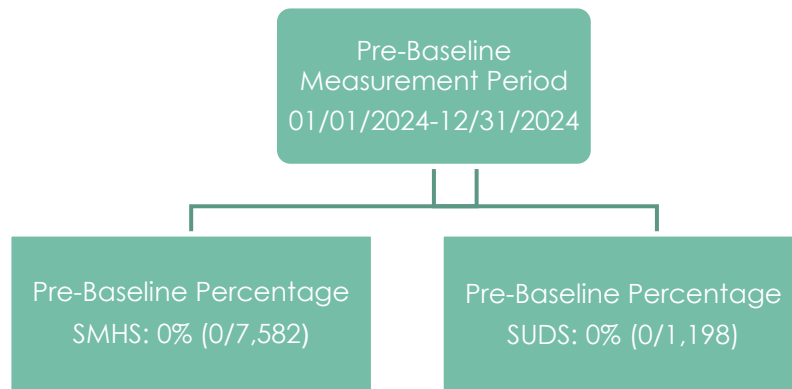 Pre-Baseline
Measurement Period
01/01/2024-12/31/2024
Pre-Baseline Percentage
SMHS: 0% (0/7,582)
Pre-Baseline Percentage
SUDS: 0% (0/1,198)